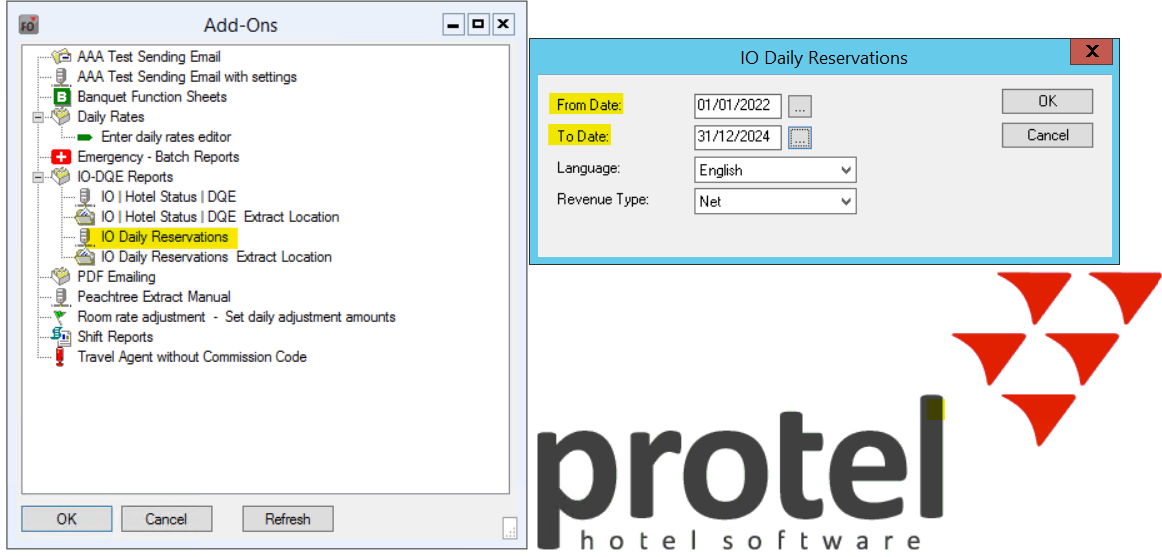 FO
Add-Ons
AAA Test Sending Email
AAA Test Sending Email with settings
B Banquet Function Sheets
Daily Rates
Enter daily rates editor
Emergency - Batch Reports
IO-DQE Reports
IO | Hotel Status | DQE
IO | Hotel Status | DQE Extract Location
IO Daily Reservations
IO Daily Reservations Extract Location
PDF Emailing
Peachtree Extract Manual
Room rate adjustment - Set daily adjustment amounts
Shift Reports
Travel Agent without Commission Code
OK Cancel Refresh
IO Daily Reservations
From Date: 01/01/2022 ... OK
To Date: 31/12/2024 ... Cancel
Language: English
Revenue Type: Net
protel
hotel software